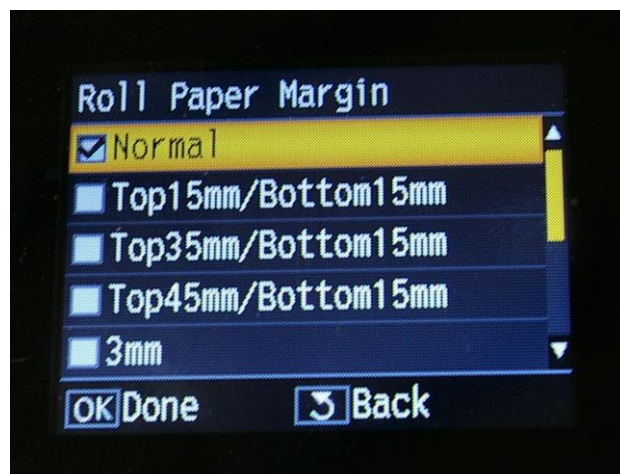 Roll Paper Margin
Normal
Top15mm/Bottom15mm
Top35mm/Bottom15mm
Top45mm/Bottom15mm
3mm
OK Done Back